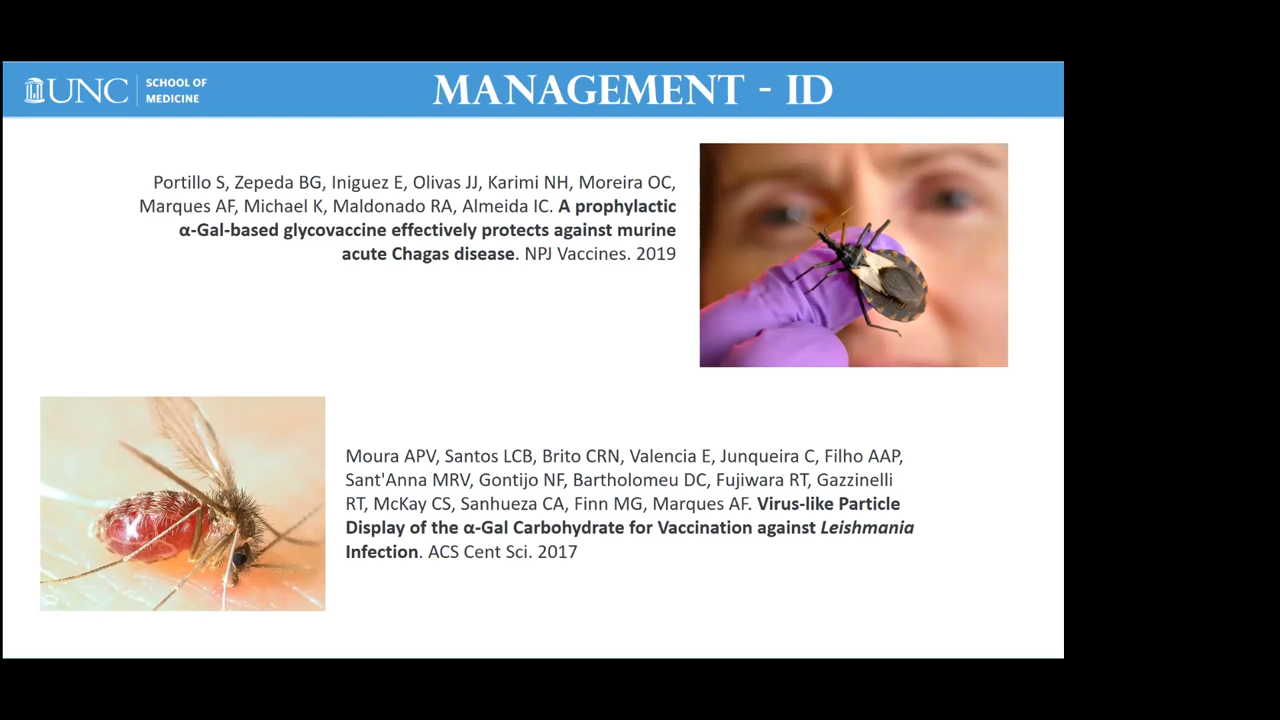 UNC
SCHOOL OF
MEDICINE
MANAGEMENT - ID
Portillo S, Zepeda BG, Iniguez E, Olivas JJ, Karimi NH, Moreira OC,
Marques AF, Michael K, Maldonado RA, Almeida IC. A prophylactic
α-Gal-based glycovaccine effectively protects against murine
acute Chagas disease. NPJ Vaccines. 2019
Moura APV, Santos LCB, Brito CRN, Valencia E, Junqueira C, Filho AAP,
Sant'Anna MRV, Gontijo NF, Bartholomeu DC, Fujiwara RT, Gazzinelli
RT, McKay CS, Sanhueza CA, Finn MG, Marques AF. Virus-like Particle
Display of the α-Gal Carbohydrate for Vaccination against Leishmania
Infection. ACS Cent Sci. 2017